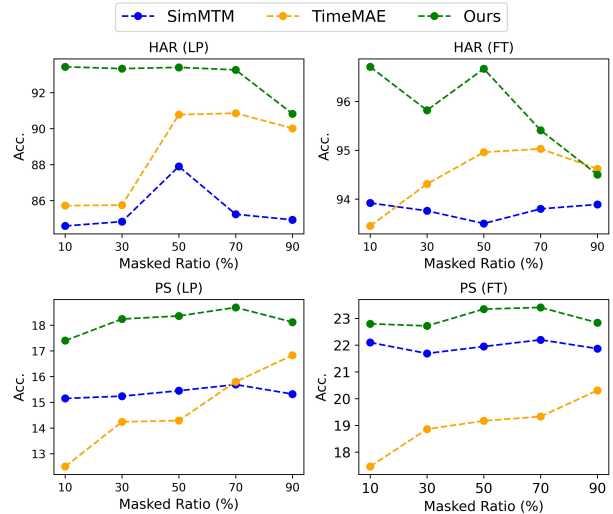 SimMTM TimeMAE Ours
HAR (LP) HAR (FT)
Acc.
92
90
88
86
10 30 50 70 90
Masked Ratio (%)
Acc.
96
95
94
10 30 50 70 90
Masked Ratio (%)
PS (LP) PS (FT)
Acc.
18
17
16
15
14
13
10 30 50 70 90
Masked Ratio (%)
Acc.
23
22
21
20
19
18
10 30 50 70 90
Masked Ratio (%)